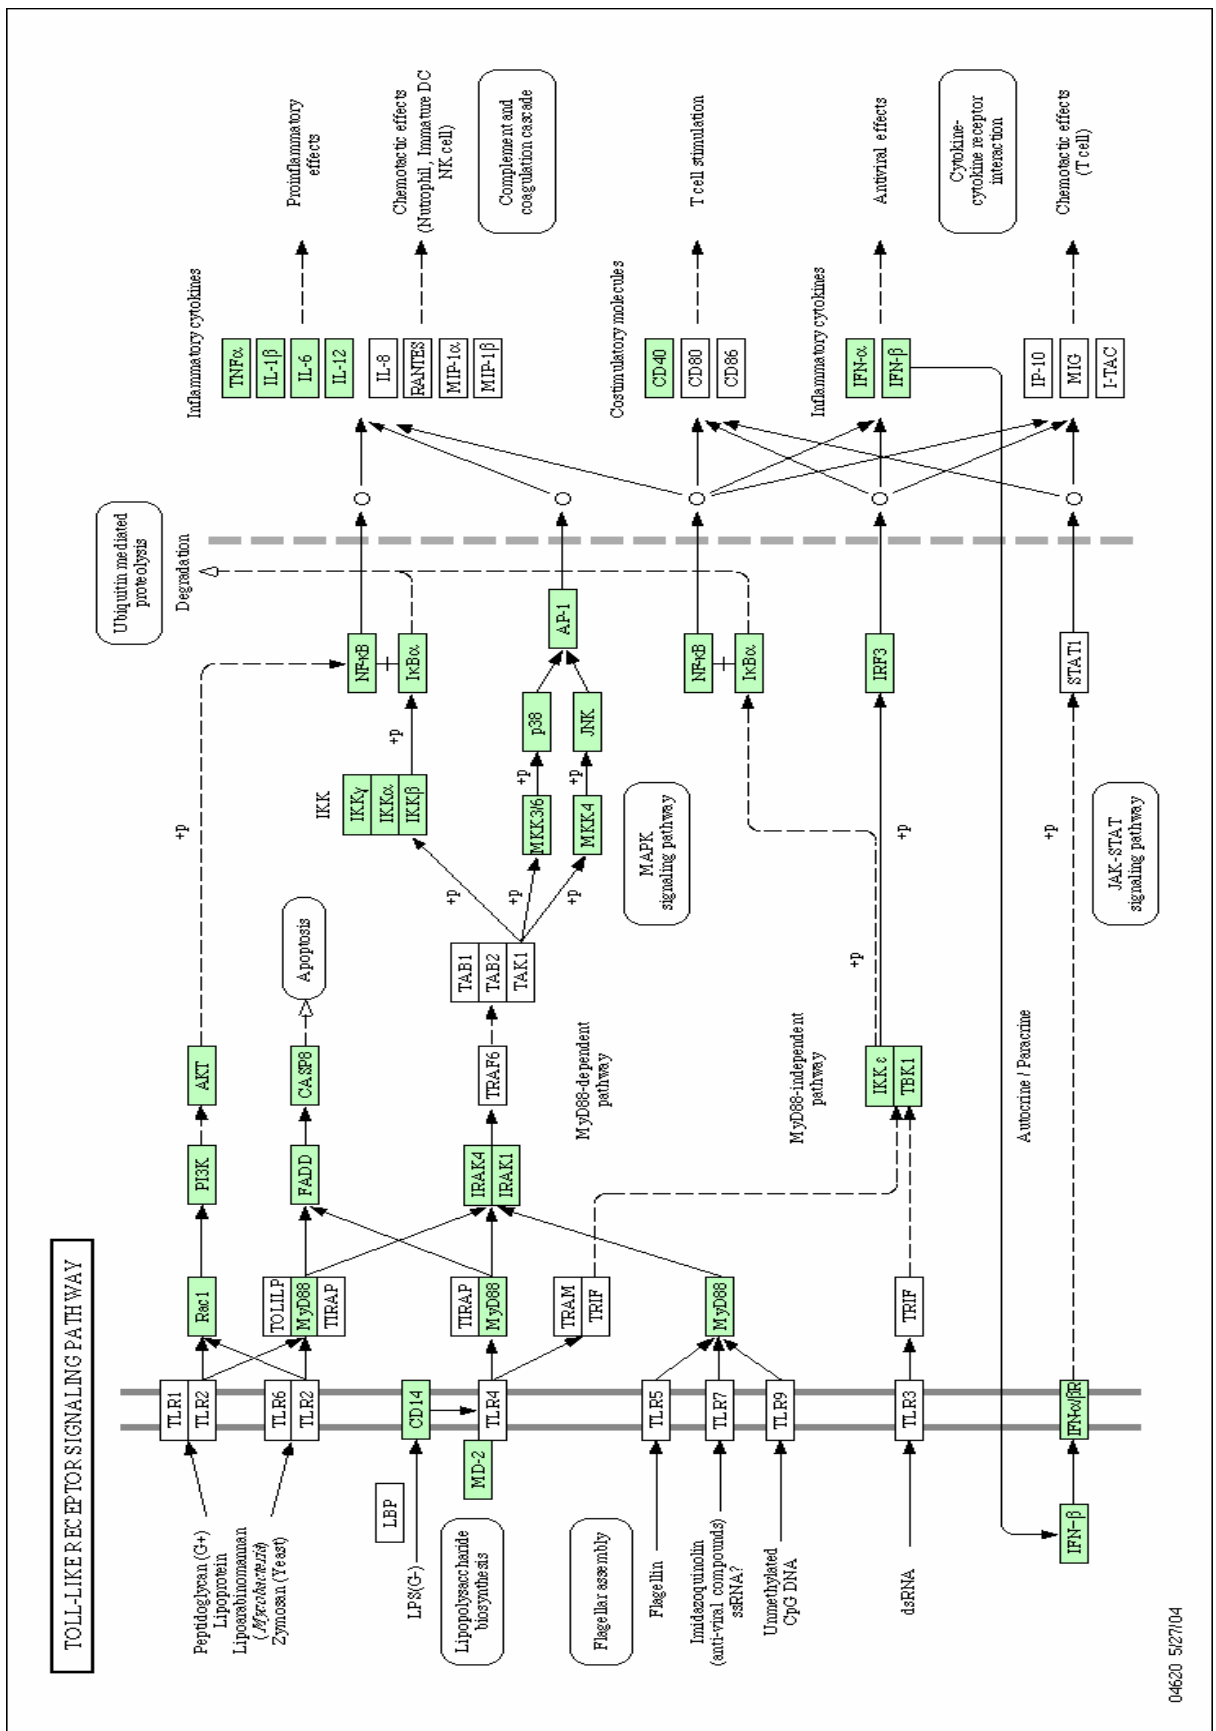 TOLL-LIKE RECEPTOR SIGNALING PATHWAY
Peptidoglycan (G+)
Lipoprotein
Lipoarabinomannan
(Mycobacteria)
Zymosan (Yeast)
TLR1
TLR2
TLR6
TLR2
Rac1
TOLILP
MyD88
TIRAP
PI3K
AKT
+p
FADD
CASP8
Apoptosis
Ubiquitin mediated
proteolysis
Degradation
NF-κB
IκBα
IKK
IKKγ
IKKα
IKKβ
+p
Inflammatory cytokines
TNFα
IL-1β
IL-6
IL-12
IL-8
RANTES
MIP-1α
MIP-1β
Proinflammatory
effects
Chemotactic effects
(Nutrophil, Immature DC
NK cell)
Complement and
coagulation cascade
LBP
LPS(G-)
CD14
MD-2
TLR4
Lipopolysaccharide
biosynthesis
TIRAP
MyD88
TRAM
TRIF
IRAK4
IRAK1
TRAF6
TAB1
TAB2
TAK1
+p
+p
+p
MKK3/6
MKK4
+p
+p
p38
JNK
AP-1
MyD88-dependent
pathway
MAPK
signaling pathway
Flagellar assembly
Flagellin
Imidazoquinolin
(anti-viral compounds)
ssRNA?
Unmethylated
CpG DNA
TLR5
TLR7
TLR9
MyD88
NF-κB
IκBα
Costimulatory molecules
CD40
CD80
CD86
T cell stimulation
MyD88-independent
pathway
dsRNA
TLR3
TRIF
IKK ε
TBK1
+p
+p
IRF3
Inflammatory cytokines
IFN-α
IFN-β
Antiviral effects
Cytokine-
cytokine receptor
interaction
Autocrine / Paracrine
IFN-β
IFN-α/βR
+p
JAK-STAT
signaling pathway
STAT1
IP-10
MIG
I-TAC
Chemotactic effects
(T cell)
04620 5/27/04